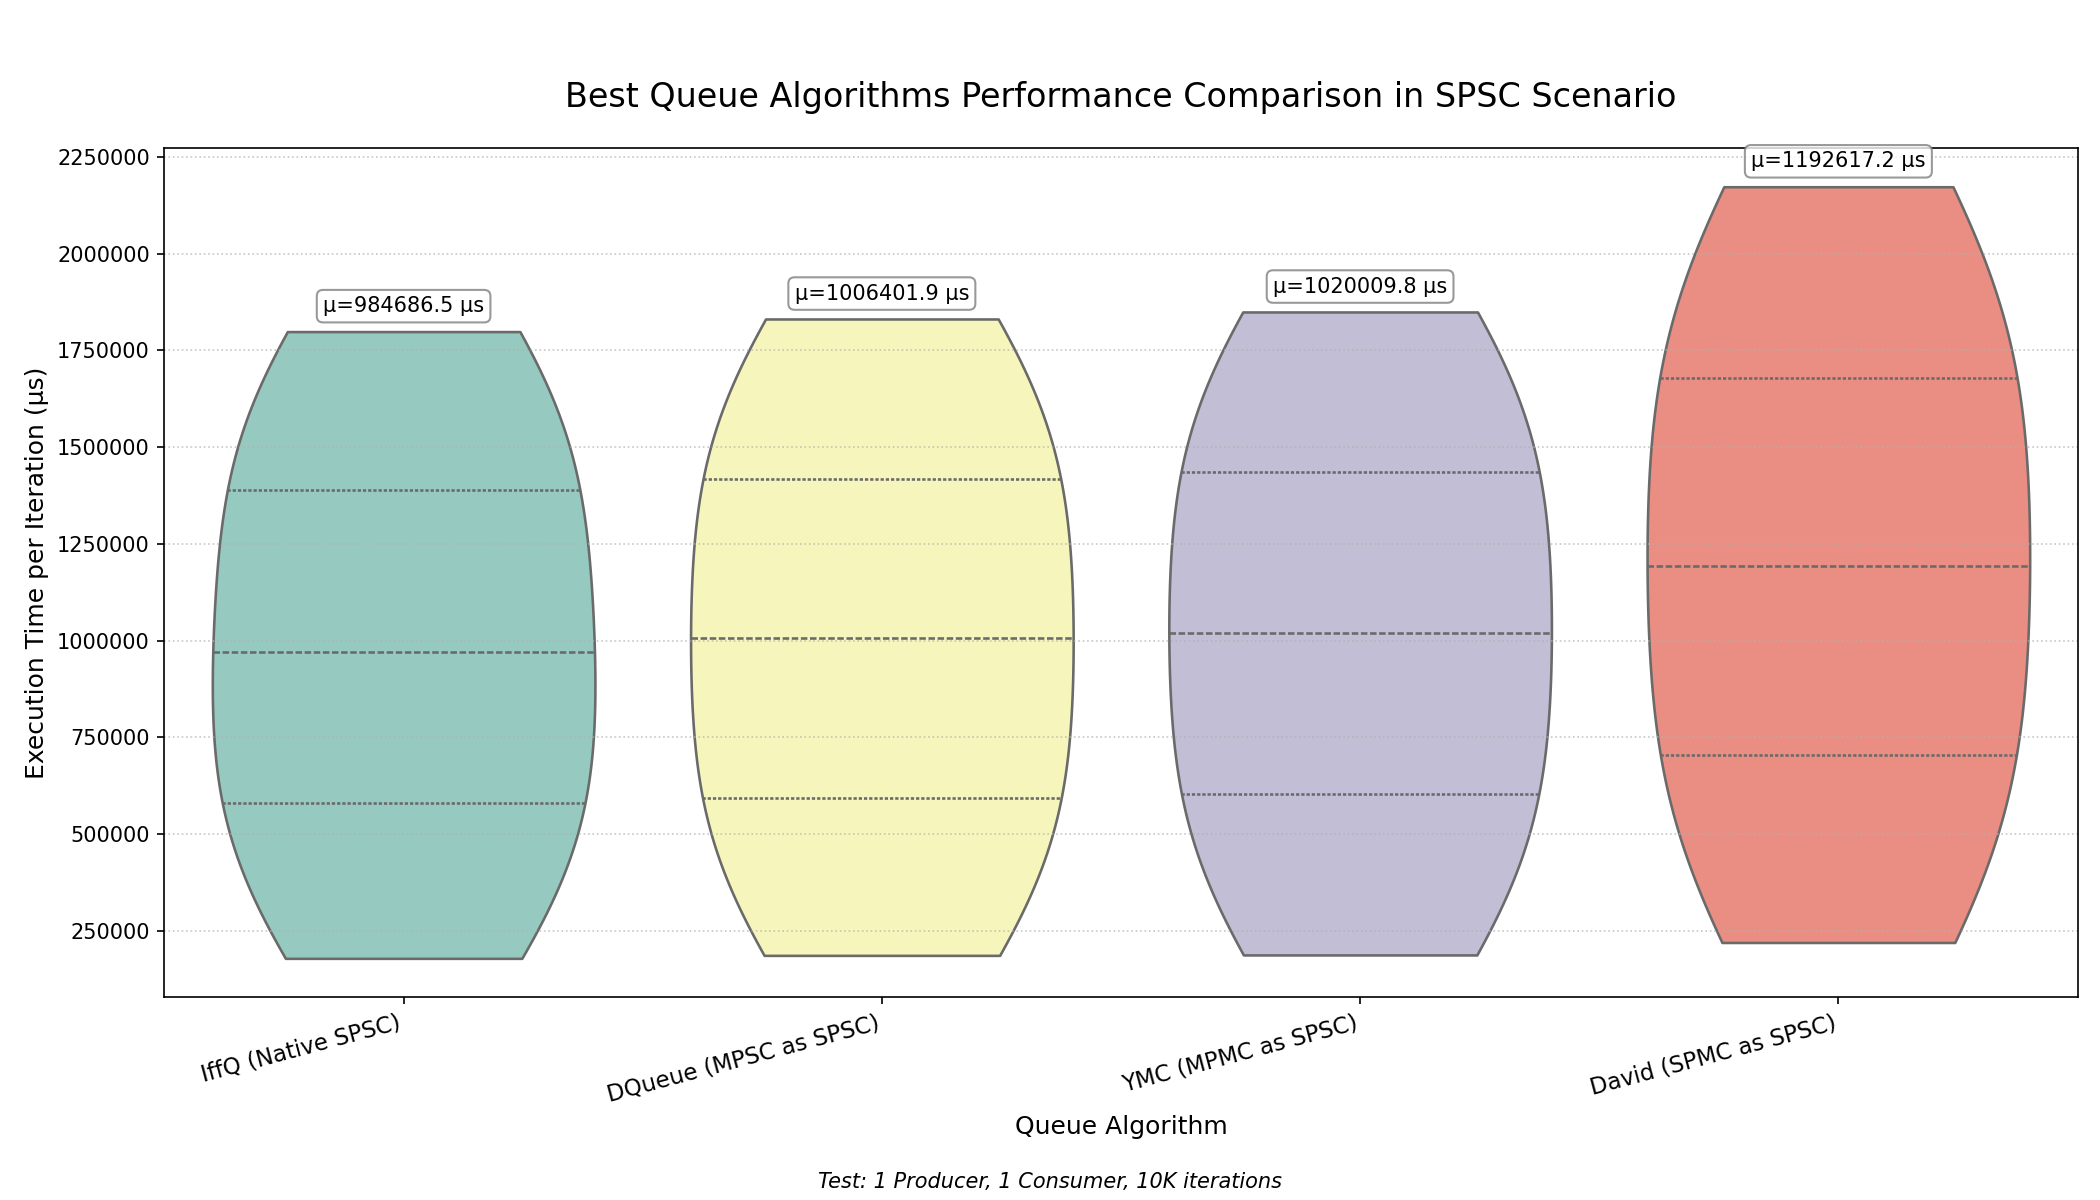 Best Queue Algorithms Performance Comparison in SPSC Scenario
Execution Time per Iteration (µs)
2250000
2000000
1750000
1500000
1250000
1000000
750000
500000
250000
µ=984686.5 µs
µ=1006401.9 µs
µ=1020009.8 µs
µ=1192617.2 µs
IffQ (Native SPSC)
DQueue (MPSC as SPSC)
YMC (MPMC as SPSC)
David (SPMC as SPSC)
Queue Algorithm
Test: 1 Producer, 1 Consumer, 10K iterations